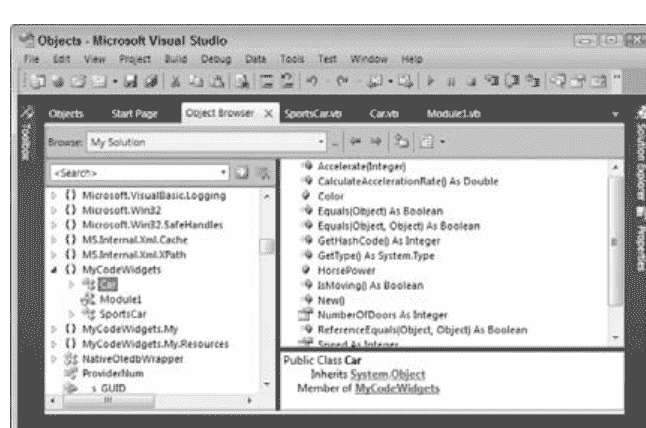 Objects - Microsoft Visual Studio
File Edit View Project Build Debug Data Tools Test Window Help
Objects Start Page Object Browser SportsCar.vb Car.vb Module1.vb
Toolbox
Browse: My Solution
<Search>
{} Microsoft.VisualBasic.Logging
{} Microsoft.Win32
{} Microsoft.Win32.SafeHandles
{} MS.Internal.Xml.Cache
{} MS.Internal.Xml.XPath
{} MyCodeWidgets
Car
Module1
SportsCar
{} MyCodeWidgets.My
{} MyCodeWidgets.My.Resources
NativeOledbWrapper
ProviderNum
s GUID
Accelerate(Integer)
CalculateAccelerationRate() As Double
Color
Equals(Object) As Boolean
Equals(Object, Object) As Boolean
GetHashCode() As Integer
GetType() As System.Type
HorsePower
IsMoving() As Boolean
New()
NumberOfDoors As Integer
ReferenceEquals(Object, Object) As Boolean
Speed As Integer
Public Class Car
Inherits System.Object
Member of MyCodeWidgets
Solution Explorer
Properties